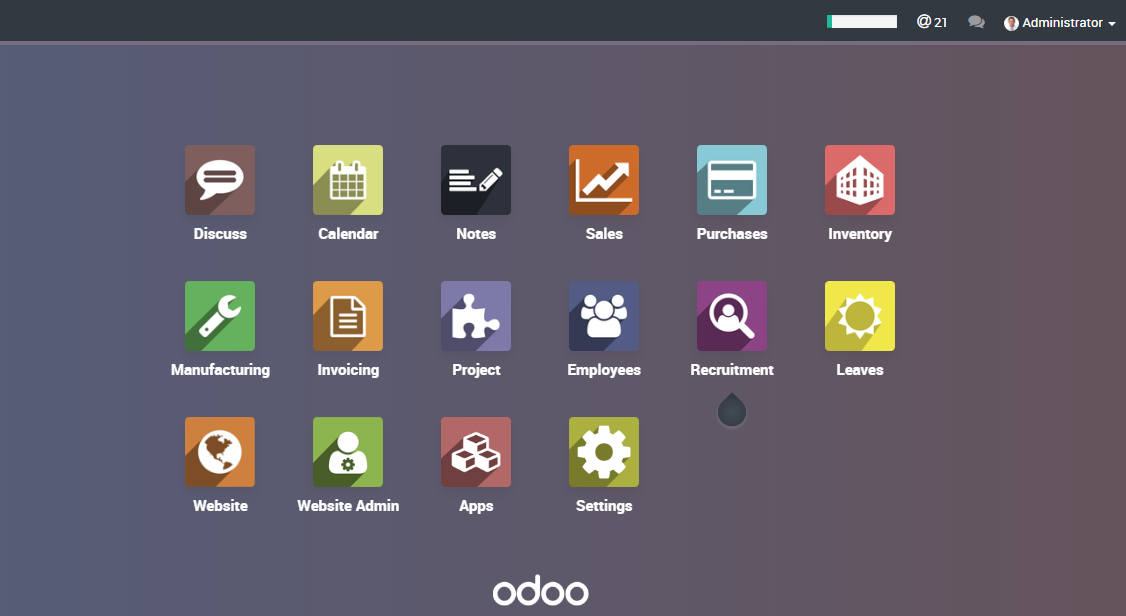 @ 21 Administrator
Discuss Calendar Notes Sales Purchases Inventory
Manufacturing Invoicing Project Employees Recruitment Leaves
Website Website Admin Apps Settings
odoo